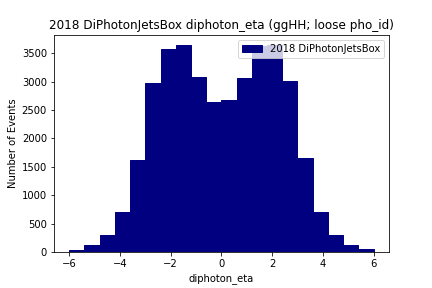 2018 DiPhotonJetsBox diphoton_eta (ggHH; loose pho_id)
2018 DiPhotonJetsBox
3500
3000
2500
2000
1500
1000
500
0
Number of Events
−6 −4 −2 0 2 4 6
diphoton_eta